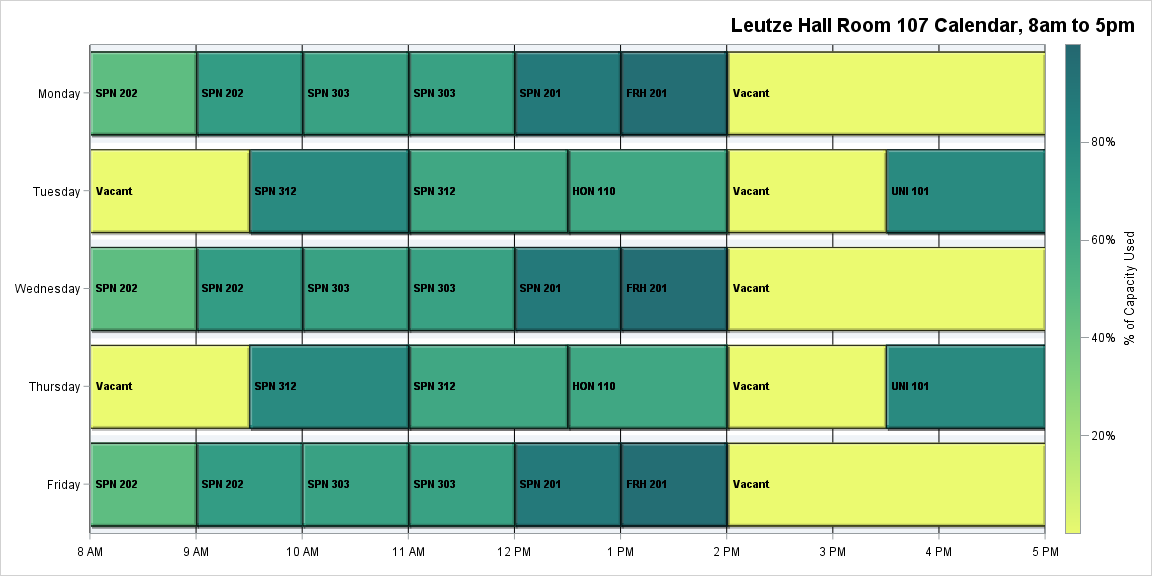 Leutze Hall Room 107 Calendar, 8am to 5pm
Monday SPN 202 SPN 202 SPN 303 SPN 303 SPN 201 FRH 201 Vacant
80%
Tuesday Vacant SPN 312 SPN 312 HON 110 Vacant UNI 101
60%
% of Capacity Used
Wednesday SPN 202 SPN 202 SPN 303 SPN 303 SPN 201 FRH 201 Vacant
40%
Thursday Vacant SPN 312 SPN 312 HON 110 Vacant UNI 101
20%
Friday SPN 202 SPN 202 SPN 303 SPN 303 SPN 201 FRH 201 Vacant
8 AM 9 AM 10 AM 11 AM 12 PM 1 PM 2 PM 3 PM 4 PM 5 PM